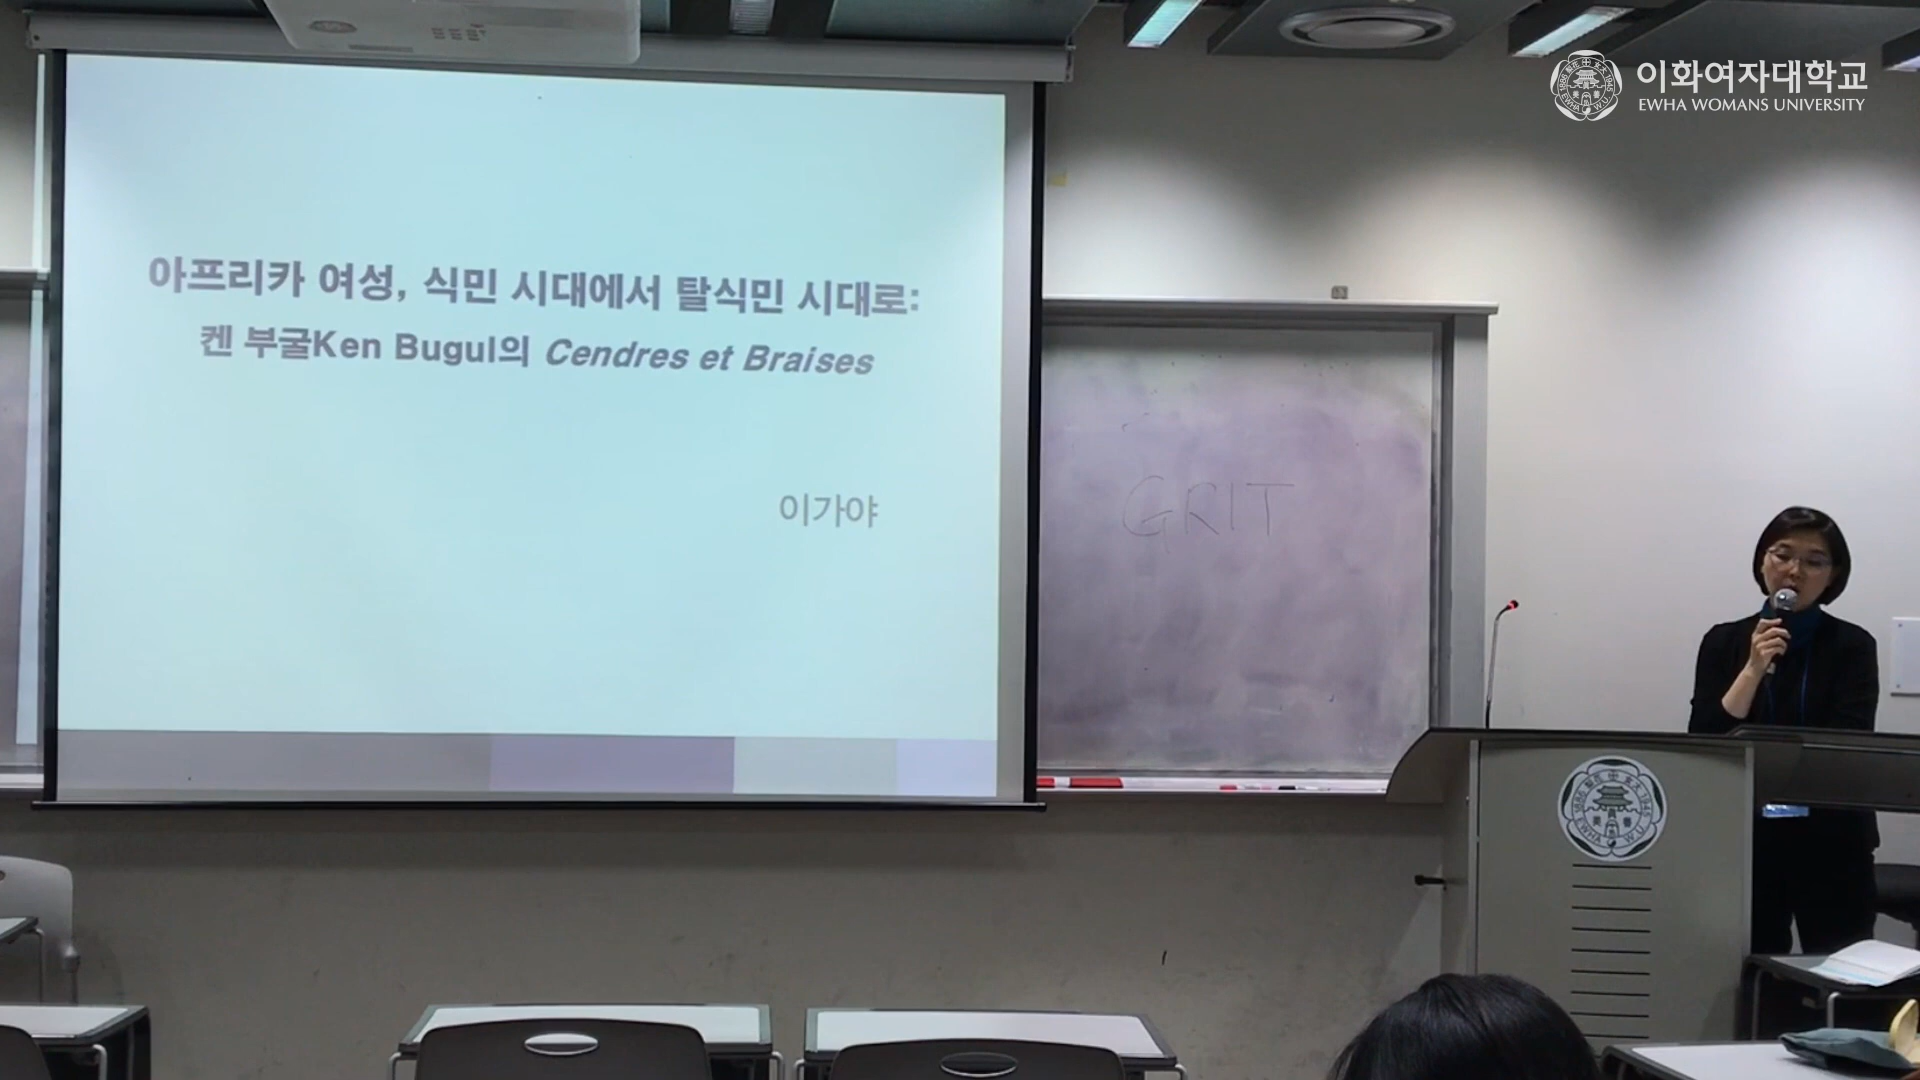 이화여자대학교
EWHA WOMANS UNIVERSITY
아프리카 여성, 식민 시대에서 탈식민 시대로:
켄 부굴Ken Bugul의 Cendres et Braises
이가야
GRIT